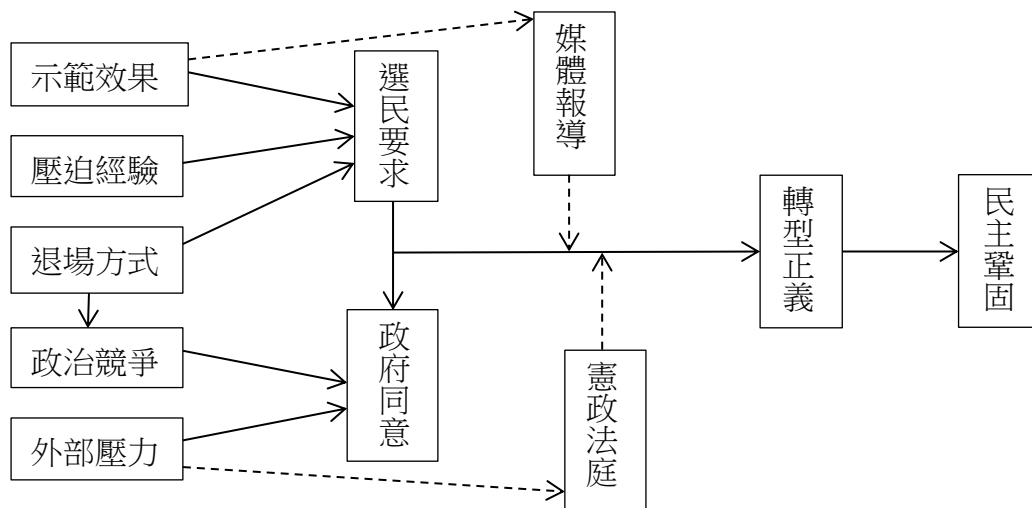 示範效果
壓迫經驗
退場方式
政治競爭
外部壓力
選民要求
政府同意
媒體報導
憲政法庭
轉型正義
民主鞏固